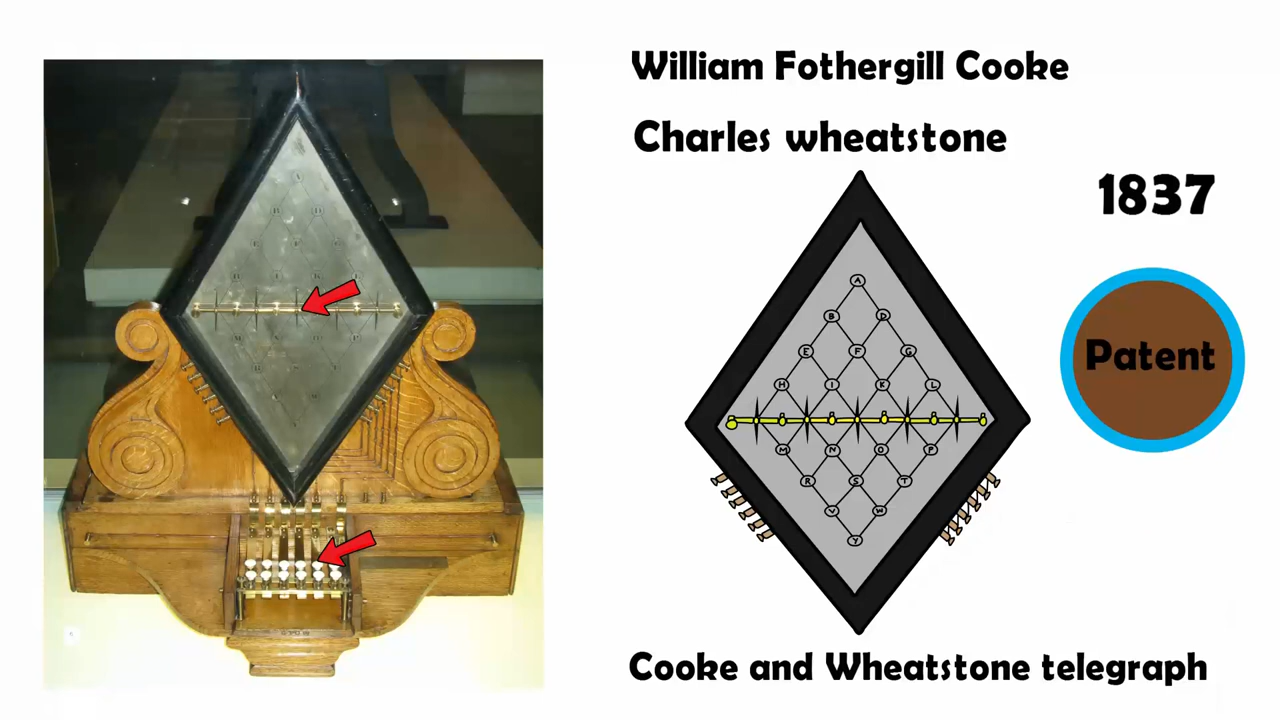 William Fothergill Cooke
Charles wheatstone
1837
Patent
A
B D
E F G
H I K L
M N O P
R S T
V W
Y
Cooke and Wheatstone telegraph